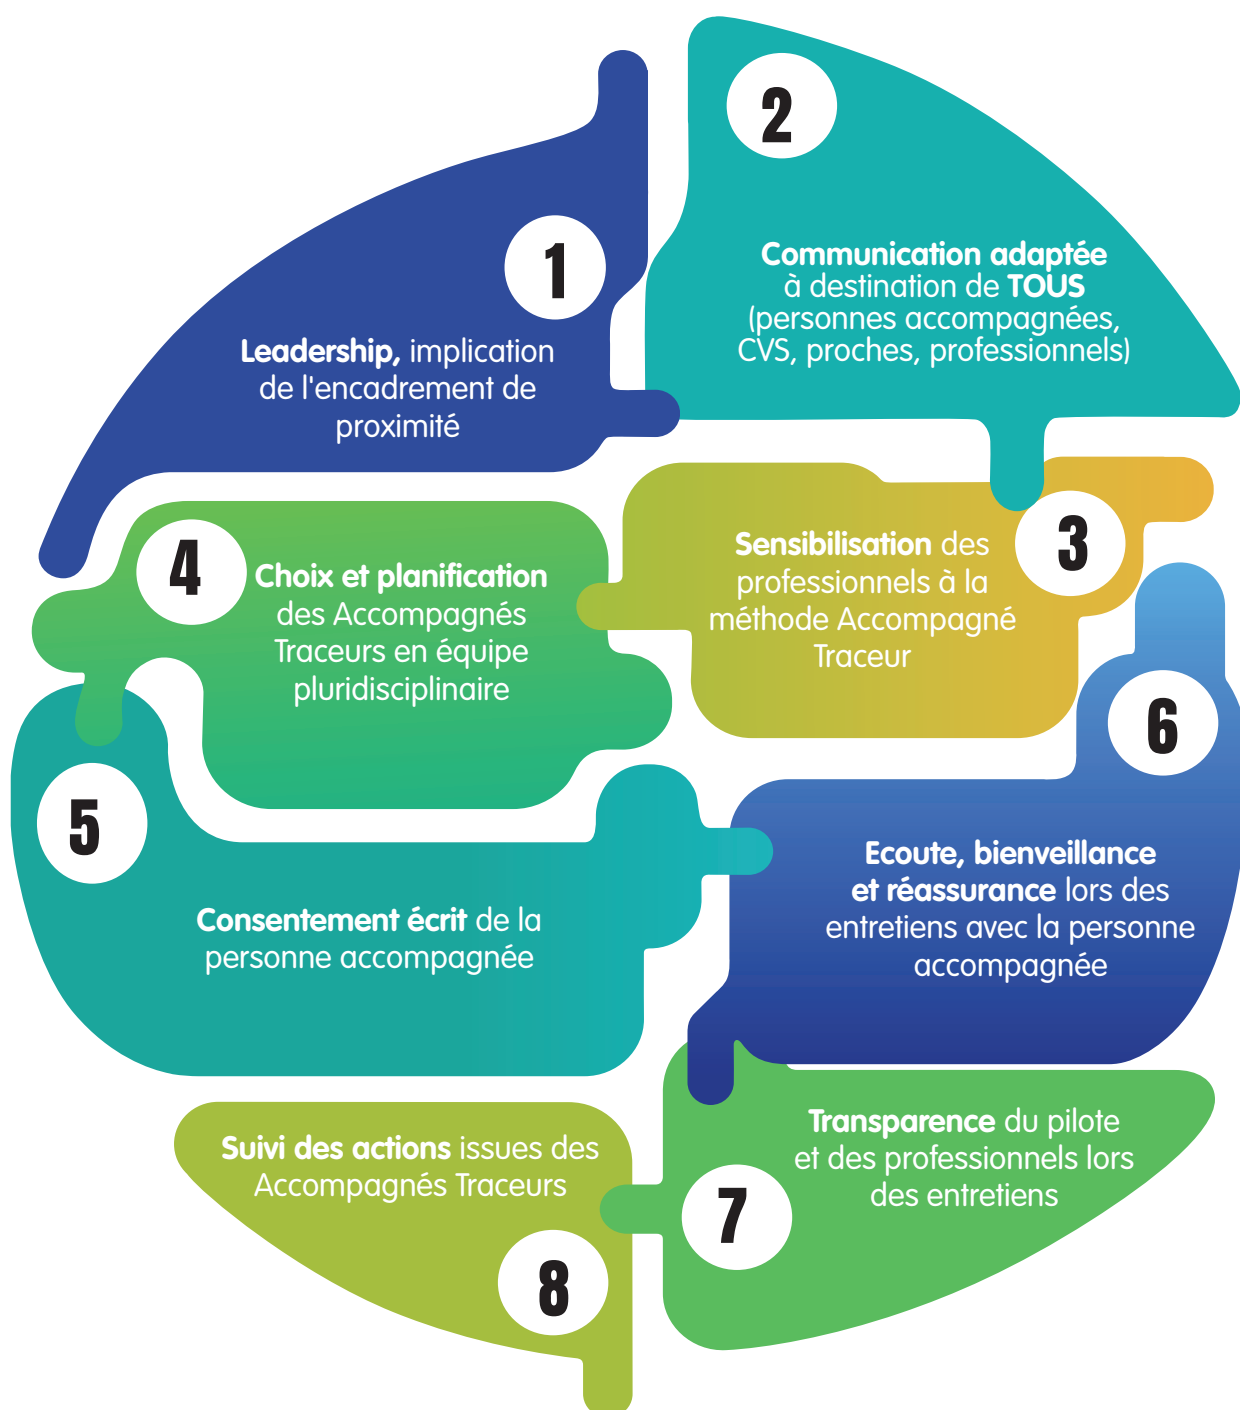 1
Leadership, implication
de l'encadrement de
proximité
2
Communication adaptée
à destination de TOUS
(personnes accompagnées,
CVS, proches, professionnels)
3
Sensibilisation des
professionnels à la
méthode Accompagné
Traceur
4
Choix et planification
des Accompagnés
Traceurs en équipe
pluridisciplinaire
5
Consentement écrit de la
personne accompagnée
6
Ecoute, bienveillance
et réassurance lors des
entretiens avec la personne
accompagnée
7
Transparence du pilote
et des professionnels lors
des entretiens
8
Suivi des actions issues des
Accompagnés Traceurs